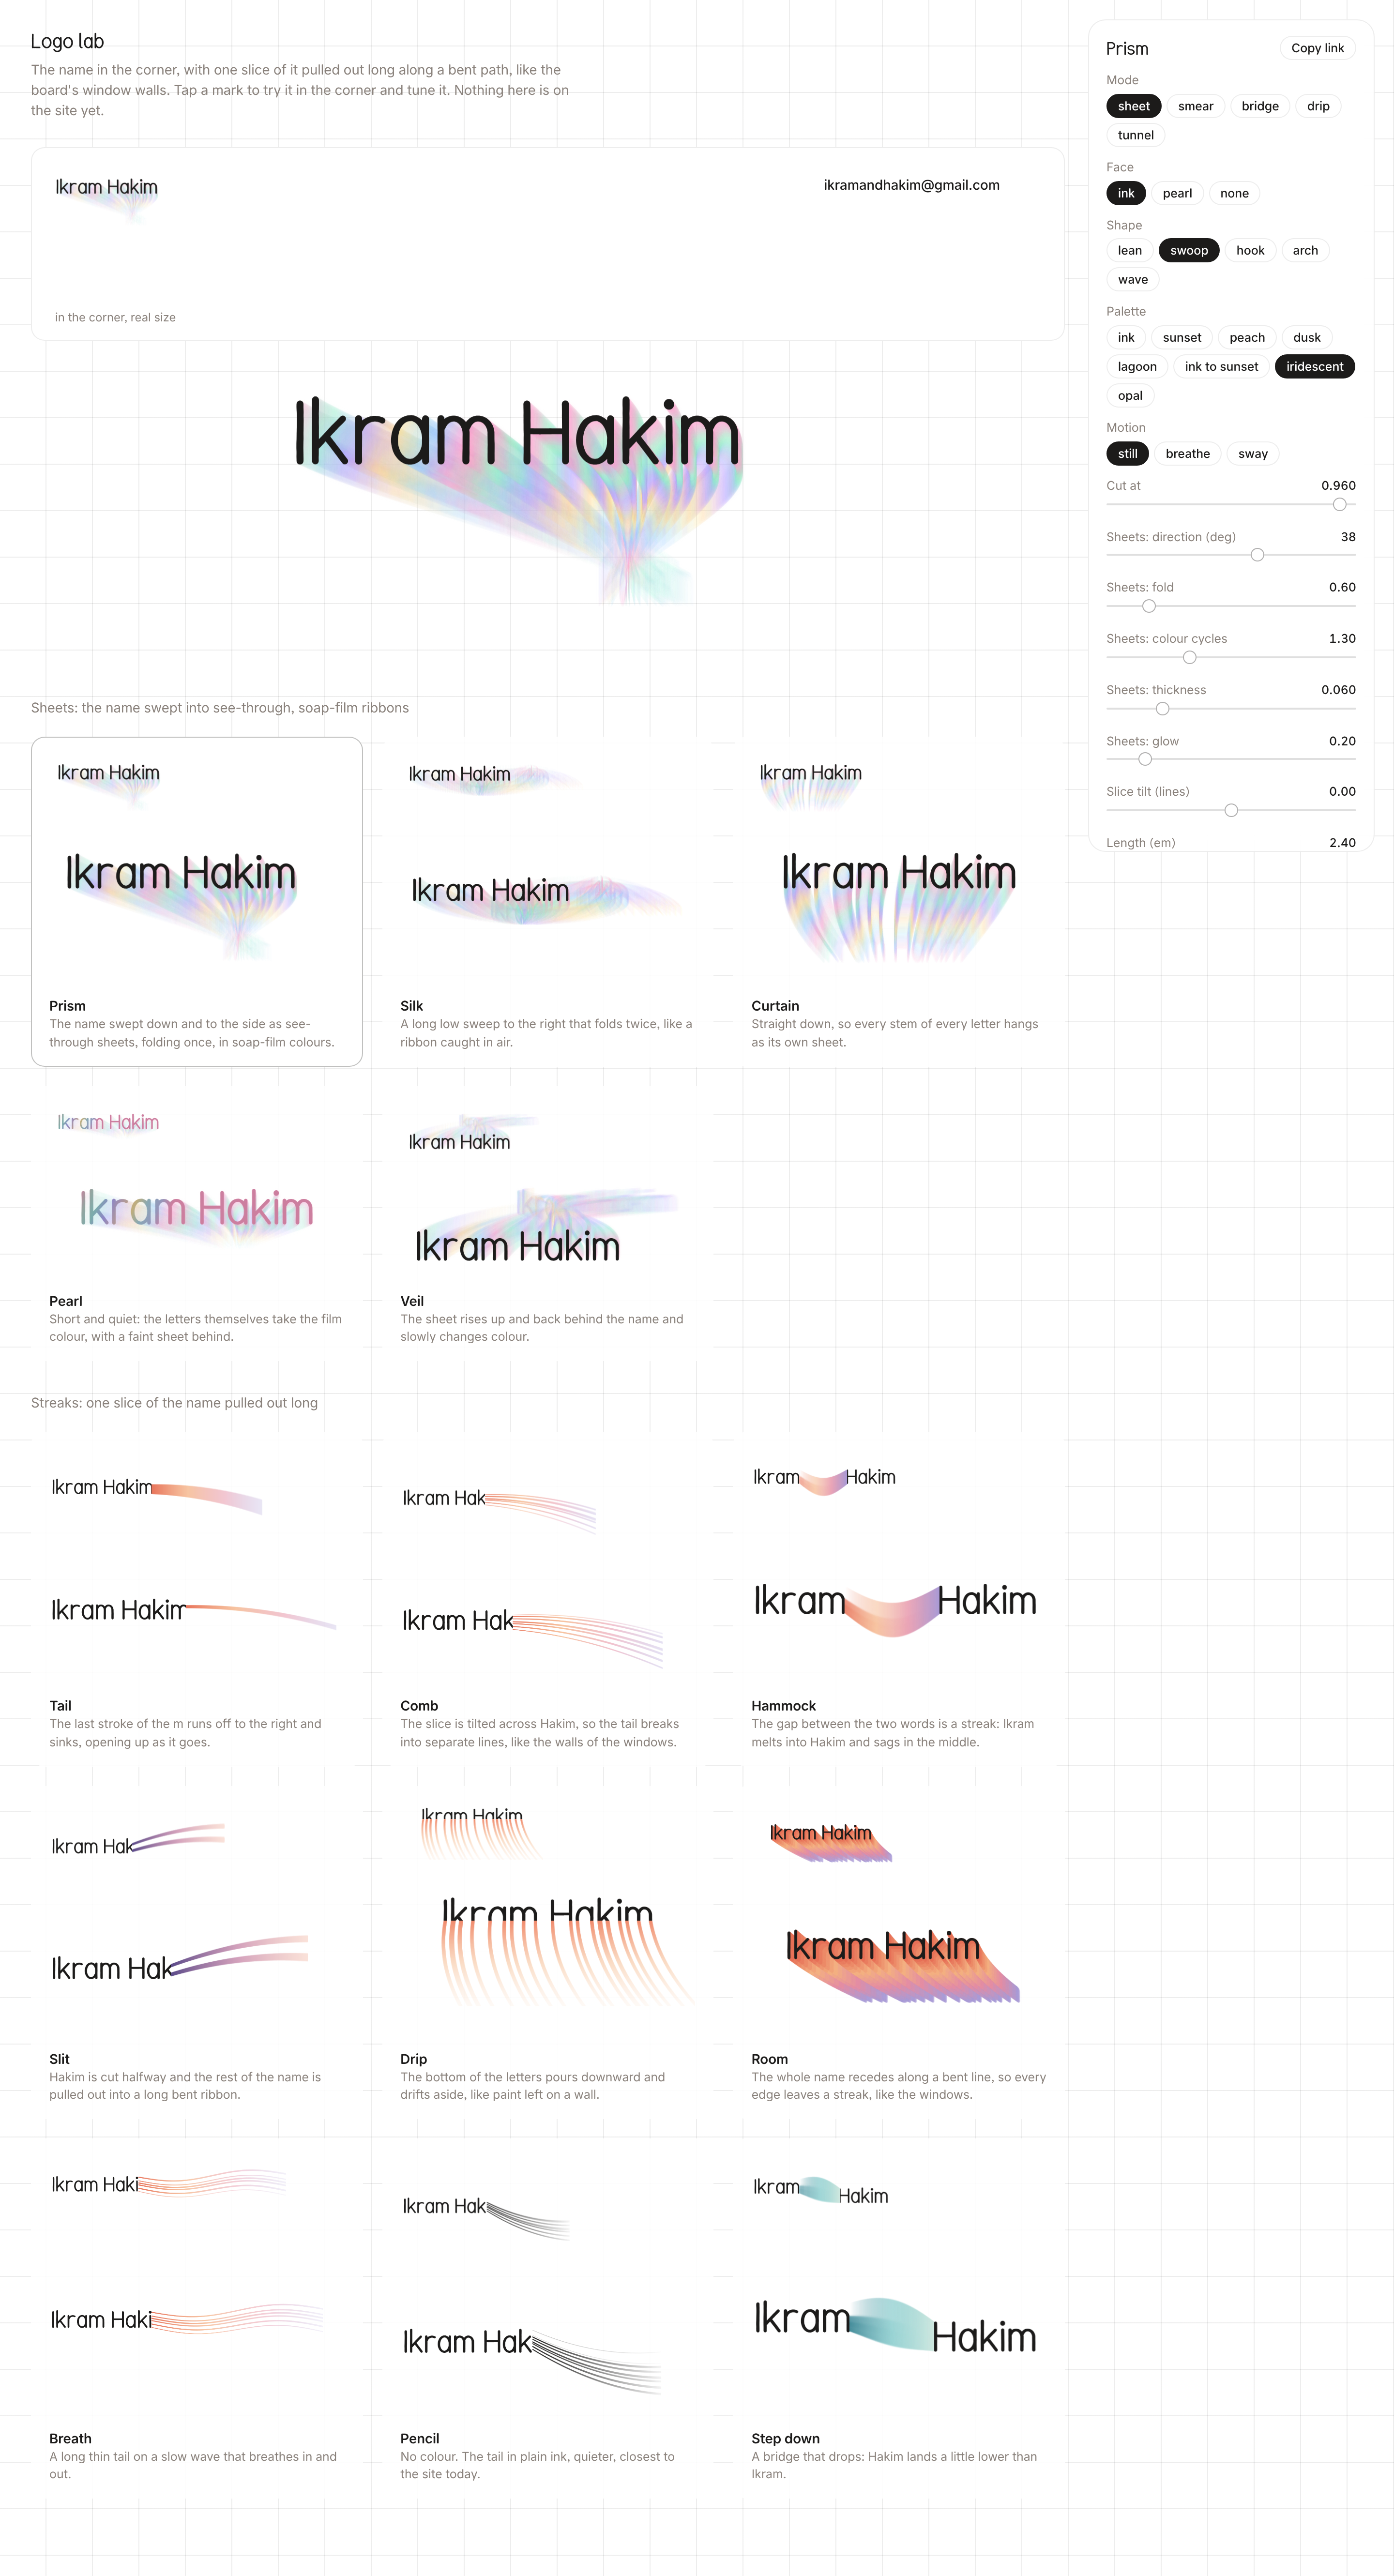 Logo lab
The name in the corner, with one slice of it pulled out long along a bent path, like the
board's window walls. Tap a mark to try it in the corner and tune it. Nothing here is on
the site yet.
Ikram Hakim
ikramandhakim@gmail.com
in the corner, real size
Ikram Hakim
Prism
Copy link
Mode
sheet smear bridge drip
tunnel
Face
ink pearl none
Shape
lean swoop hook arch
wave
Palette
ink sunset peach dusk
lagoon ink to sunset iridescent
opal
Motion
still breathe sway
Cut at 0.960
Sheets: direction (deg) 38
Sheets: fold 0.60
Sheets: colour cycles 1.30
Sheets: thickness 0.060
Sheets: glow 0.20
Slice tilt (lines) 0.00
Length (em) 2.40
Sheets: the name swept into see-through, soap-film ribbons
Ikram Hakim
Ikram Hakim
Prism
The name swept down and to the side as see-
through sheets, folding once, in soap-film colours.
Ikram Hakim
Ikram Hakim
Silk
A long low sweep to the right that folds twice, like a
ribbon caught in air.
Ikram Hakim
Ikram Hakim
Curtain
Straight down, so every stem of every letter hangs
as its own sheet.
Ikram Hakim
Ikram Hakim
Pearl
Short and quiet: the letters themselves take the film
colour, with a faint sheet behind.
Ikram Hakim
Ikram Hakim
Veil
The sheet rises up and back behind the name and
slowly changes colour.
Streaks: one slice of the name pulled out long
Ikram Hakim
Ikram Hakim
Tail
The last stroke of the m runs off to the right and
sinks, opening up as it goes.
Ikram Hak
Ikram Hak
Comb
The slice is tilted across Hakim, so the tail breaks
into separate lines, like the walls of the windows.
Ikram Hakim
Ikram Hakim
Hammock
The gap between the two words is a streak: Ikram
melts into Hakim and sags in the middle.
Ikram Hak
Ikram Hak
Slit
Hakim is cut halfway and the rest of the name is
pulled out into a long bent ribbon.
Ikram Hakim
Ikram Hakim
Drip
The bottom of the letters pours downward and
drifts aside, like paint left on a wall.
Ikram Hakim
Ikram Hakim
Room
The whole name recedes along a bent line, so every
edge leaves a streak, like the windows.
Ikram Haki
Ikram Haki
Breath
A long thin tail on a slow wave that breathes in and
out.
Ikram Hak
Ikram Hak
Pencil
No colour. The tail in plain ink, quieter, closest to
the site today.
Ikram Hakim
Ikram Hakim
Step down
A bridge that drops: Hakim lands a little lower than
Ikram.